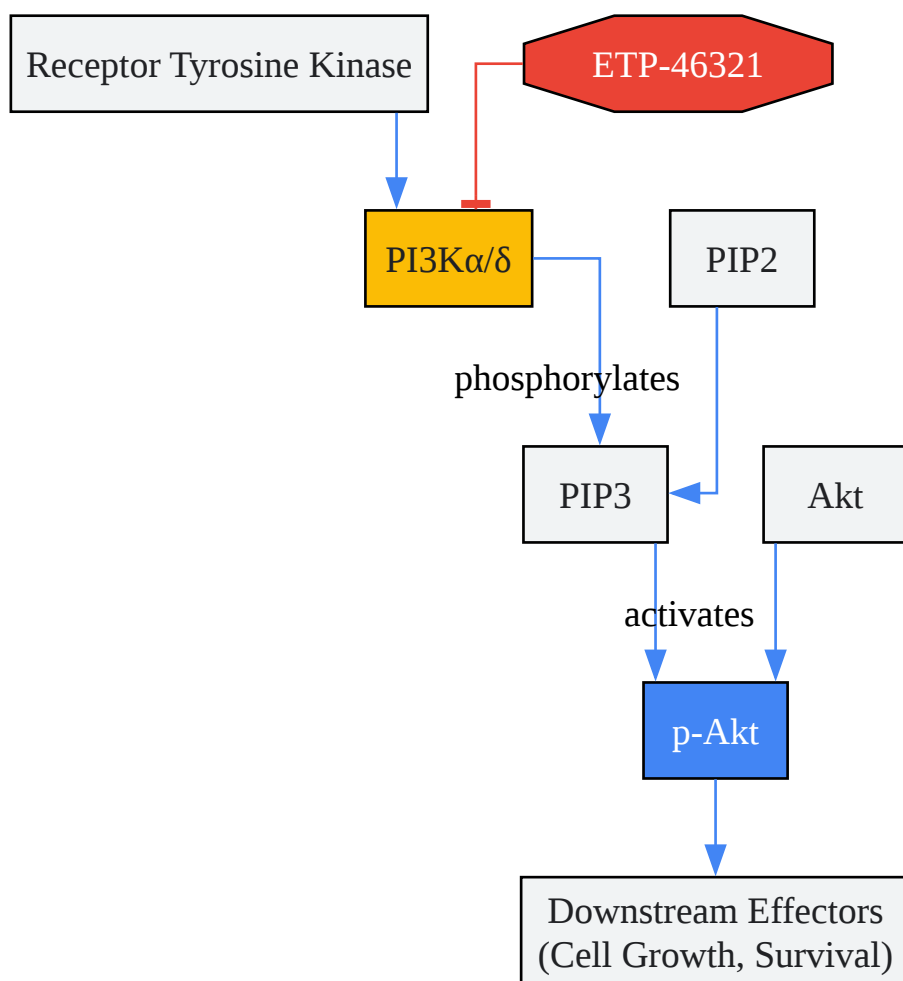 Receptor Tyrosine Kinase
ETP-46321
PI3Kα/δ
PIP2
phosphorylates
PIP3
Akt
activates
p-Akt
Downstream Effectors
(Cell Growth, Survival)